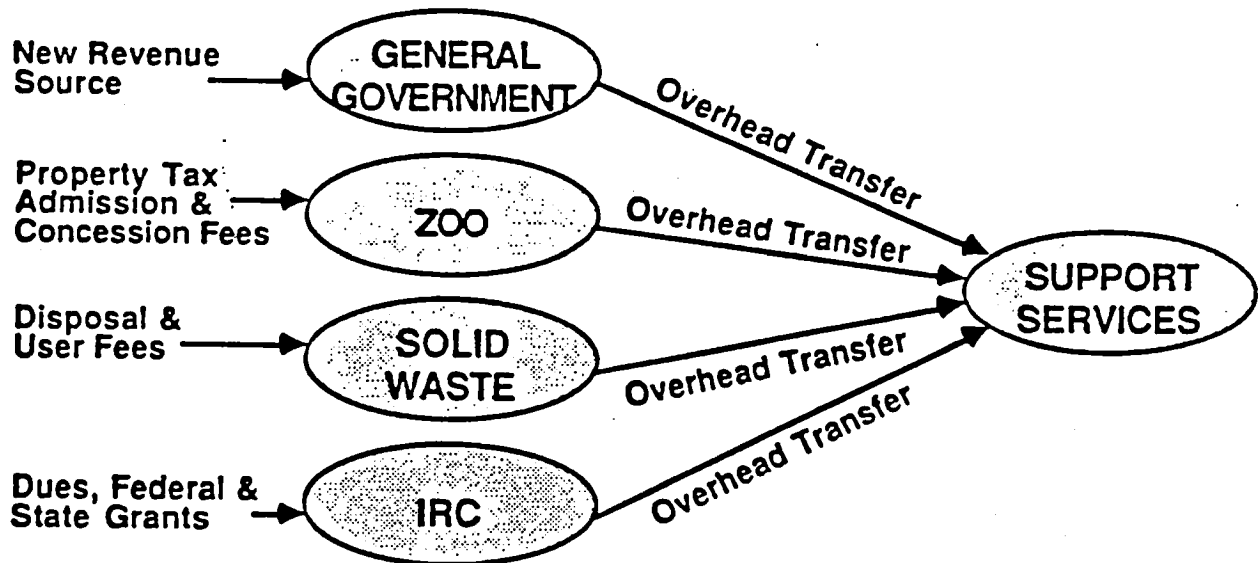 New Revenue
Source
GENERAL
GOVERNMENT
Overhead Transfer
Property Tax
Admission &
Concession Fees
ZOO
Overhead Transfer
SUPPORT
SERVICES
Disposal &
User Fees
SOLID
WASTE
Overhead Transfer
Dues, Federal &
State Grants
IRC
Overhead Transfer